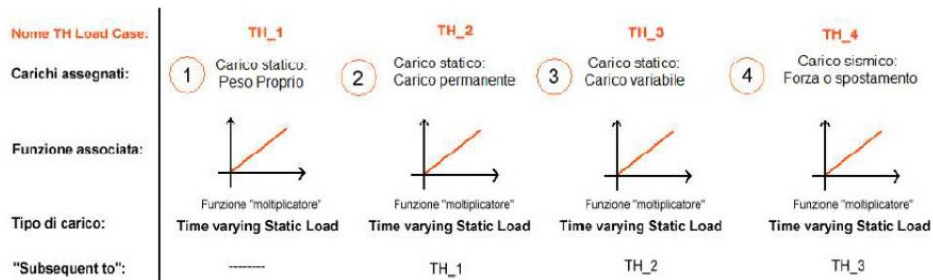 Nome TH Load Case: TH_1 TH_2 TH_3 TH_4
Carichi assegnati: 1 Carico statico: 2 Carico statico: 3 Carico statico: 4 Carico sismico:
Peso Proprio Carico permanente Carico variabile Forza o spostamento
Funzione associata:
Funzione "moltiplicatore" Funzione "moltiplicatore" Funzione "moltiplicatore" Funzione "moltiplicatore"
Tipo di carico: Time varying Static Load Time varying Static Load Time varying Static Load Time varying Static Load
"Subsequent to": -------- TH_1 TH_2 TH_3